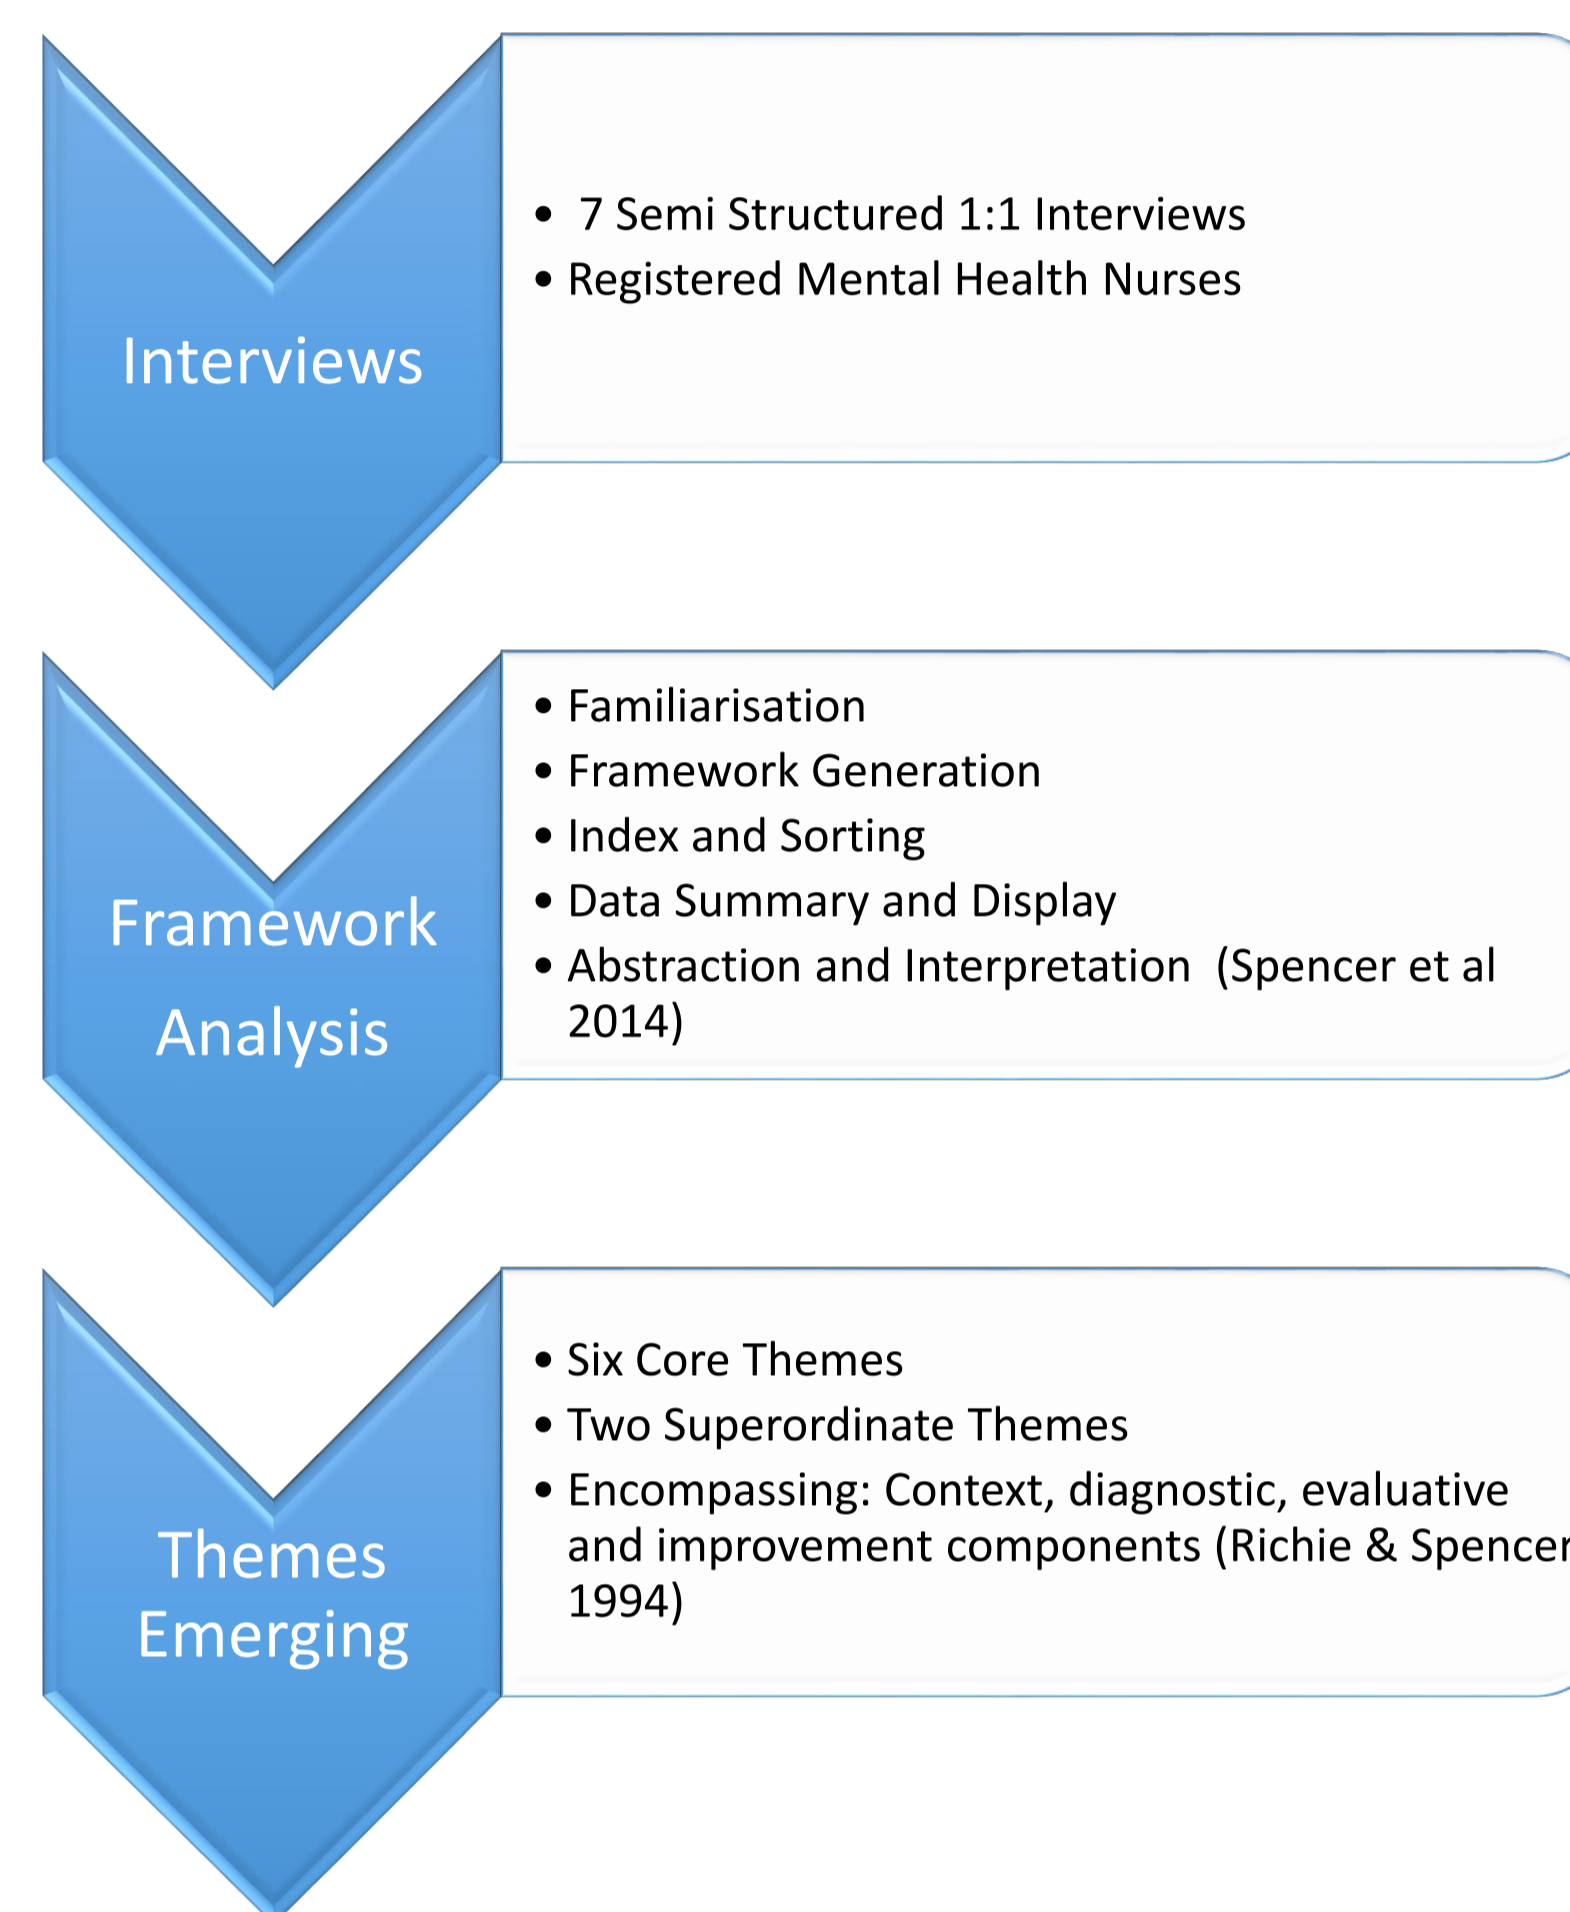 Interviews
• 7 Semi Structured 1:1 Interviews
• Registered Mental Health Nurses
Framework
Analysis
• Familiarisation
• Framework Generation
• Index and Sorting
• Data Summary and Display
• Abstraction and Interpretation (Spencer et al
2014)
Themes
Emerging
• Six Core Themes
• Two Superordinate Themes
• Encompassing: Context, diagnostic, evaluative
and improvement components (Richie & Spencer
1994)